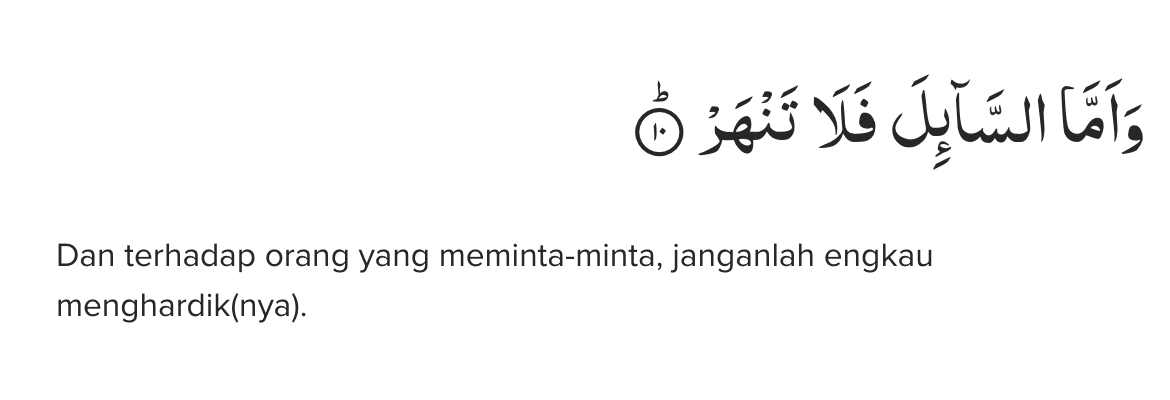 وَاَمَّا السَّاۤىِٕلَ فَلَا تَنْهَرْ ۗ ١٠
Dan terhadap orang yang meminta-minta, janganlah engkau
menghardik(nya).